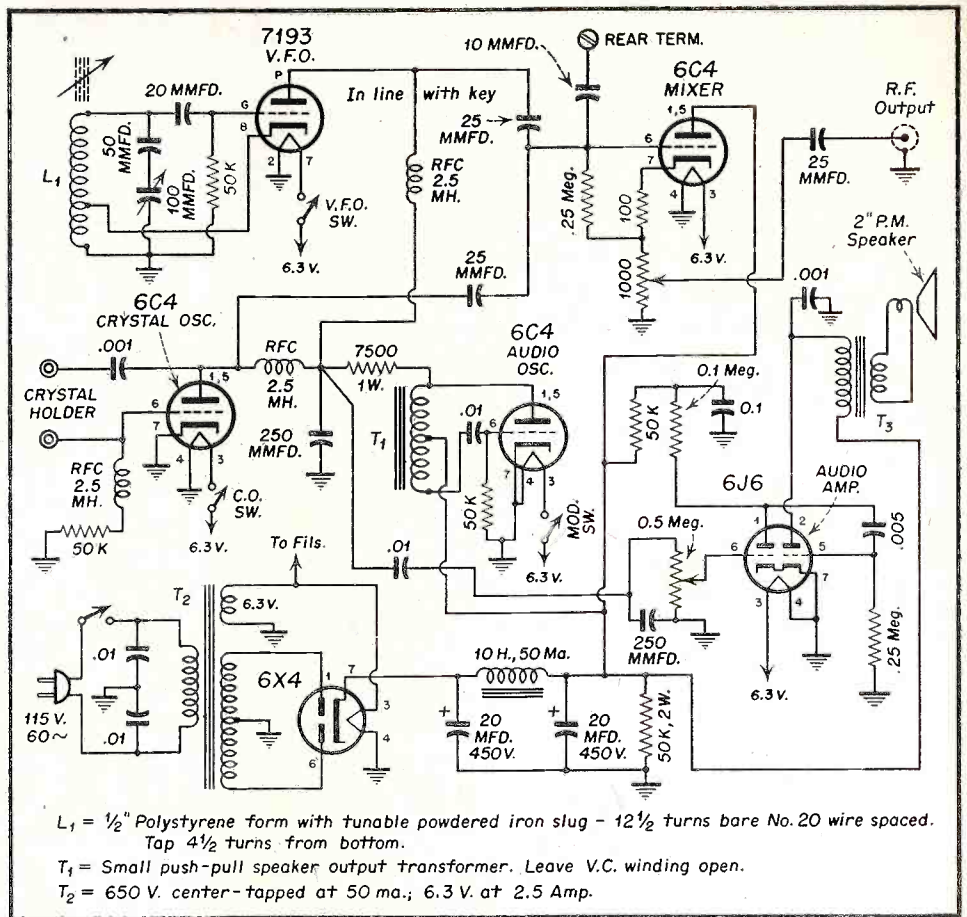 7193
V.F.O.
P
G
8
2
7
20 MMFD.
50
MMFD.
100
MMFD.
50K
L₁
V.F.O.
SW.
6.3 V.
In line with key
25
MMFD.
RFC
2.5
MH.
10 MMFD.
REAR TERM.
6C4
MIXER
1,5
6
7
4
3
6.3 V.
.25 Meg.
100
1000
R.F.
Output
25
MMFD.
2" P.M.
Speaker
.001
T₃
25
MMFD.
6C4
CRYSTAL OSC.
.001
1,5
6
7
4
3
CRYSTAL
HOLDER
RFC
2.5
MH.
50K
C.O.
SW.
6.3 V.
RFC
2.5
MH.
7500
1W.
250
MMFD.
T₁
6C4
AUDIO
OSC.
1,5
.01
6
7
4
3
50K
MOD.
SW.
6.3 V.
0.1 Meg.
50K
0.1
6J6
AUDIO
AMP.
1
2
6
5
7
3
4
.005
0.5 Meg.
250
MMFD.
6.3 V.
.25 Meg.
.01
To Fils.
T₂
6.3 V.
.01
.01
115 V.
60~
6X4
1
7
3
4
6
10 H., 50 Ma.
+
20
MFD.
450V.
+
20
MFD.
450V.
50K, 2W.
L₁ = ½" Polystyrene form with tunable powdered iron slug - 12½ turns bare No. 20 wire spaced.
Tap 4½ turns from bottom.
T₁ = Small push-pull speaker output transformer. Leave V.C. winding open.
T₂ = 650 V. center-tapped at 50 ma.; 6.3 V. at 2.5 Amp.